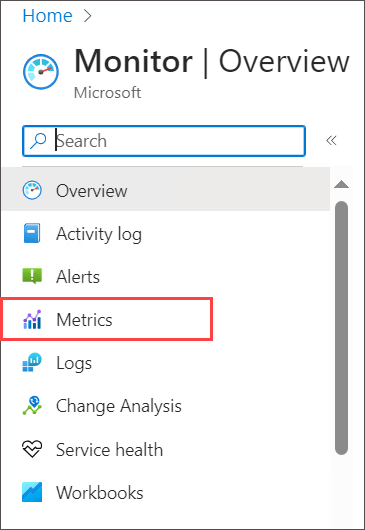 Home >
Monitor | Overview
Microsoft
Search «
Overview
Activity log
Alerts
Metrics
Logs
Change Analysis
Service health
Workbooks